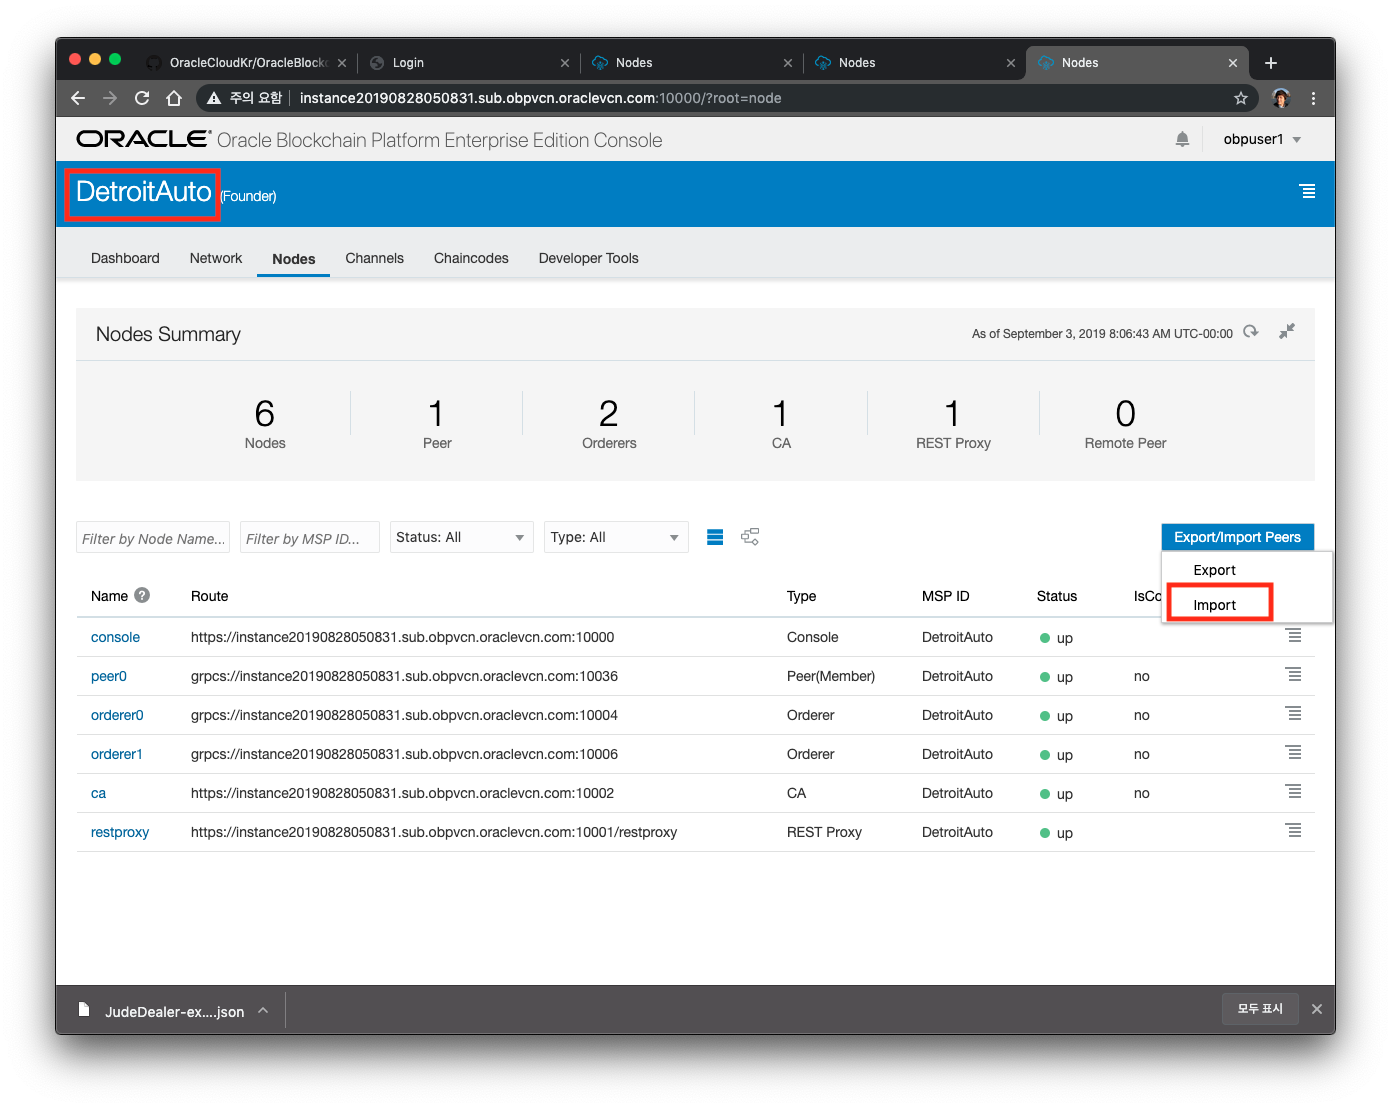 OracleCloudKr/OracleBlockc
Login
Nodes
Nodes
Nodes
주의 요함
instance20190828050831.sub.obpvcn.oraclevcn.com:10000/?root=node
ORACLE® Oracle Blockchain Platform Enterprise Edition Console
obpuser1
DetroitAuto (Founder)
Dashboard Network Nodes Channels Chaincodes Developer Tools
Nodes Summary
As of September 3, 2019 8:06:43 AM UTC-00:00
6 1 2 1 1 0
Nodes Peer Orderers CA REST Proxy Remote Peer
Filter by Node Name... Filter by MSP ID... Status: All Type: All Export/Import Peers
Export
Import
Name ? Route Type MSP ID Status IsCo
console https://instance20190828050831.sub.obpvcn.oraclevcn.com:10000 Console DetroitAuto up
peer0 grpcs://instance20190828050831.sub.obpvcn.oraclevcn.com:10036 Peer(Member) DetroitAuto up no
orderer0 grpcs://instance20190828050831.sub.obpvcn.oraclevcn.com:10004 Orderer DetroitAuto up no
orderer1 grpcs://instance20190828050831.sub.obpvcn.oraclevcn.com:10006 Orderer DetroitAuto up no
ca https://instance20190828050831.sub.obpvcn.oraclevcn.com:10002 CA DetroitAuto up no
restproxy https://instance20190828050831.sub.obpvcn.oraclevcn.com:10001/restproxy REST Proxy DetroitAuto up
JudeDealer-ex....json
모두 표시